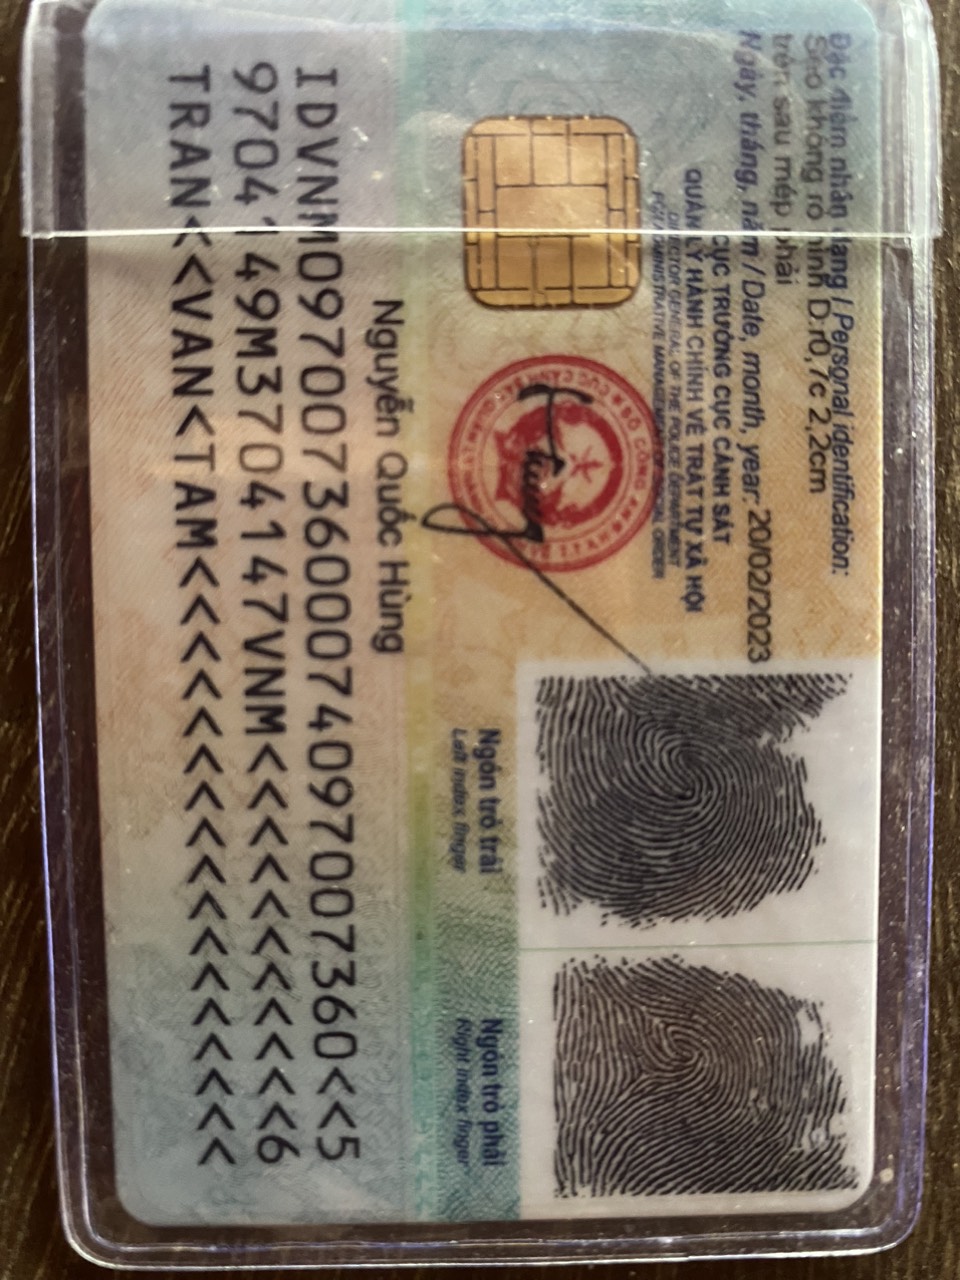 Đặc điểm nhân dạng / Personal identification:
Sẹo không rõ hình D.r0,7c 2,2cm
trên sau mép phải
Ngày, tháng, năm / Date, month, year: 20/02/2023
CỤC TRƯỞNG CỤC CẢNH SÁT
QUẢN LÝ HÀNH CHÍNH VỀ TRẬT TỰ XÃ HỘI
DIRECTOR GENERAL OF THE POLICE DEPARTMENT
FOR ADMINISTRATIVE MANAGEMENT OF SOCIAL ORDER
Ngón trỏ trái
Left index finger
Ngón trỏ phải
Right index finger
Nguyễn Quốc Hùng
IDVNM0970073600074097007360<<5
9704149M3704147VNM<<<<<<<<<<<6
TRAN<<VAN<TAM<<<<<<<<<<<<<<<<<